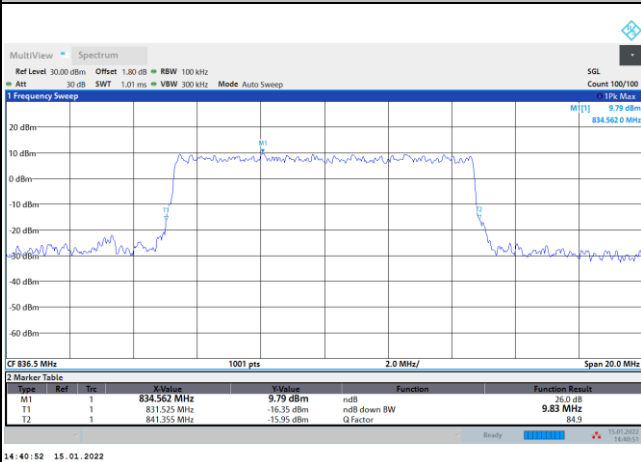 MultiView Spectrum
Ref Level 30.00 dBm Offset 1.80 dB RBW 100 kHz SGL
Att 30 dB SWT 1.01 ms VBW 300 kHz Mode Auto Sweep Count 100/100
1 Frequency Sweep 1Pk Max
M1[1] 9.79 dBm
834.562 0 MHz
20 dBm
M1
10 dBm
0 dBm
-10 dBm
T1 T2
-20 dBm
-30 dBm
-40 dBm
-50 dBm
-60 dBm
CF 836.5 MHz 1001 pts 2.0 MHz/ Span 20.0 MHz
2 Marker Table
Type Ref Trc X-Value Y-Value Function Function Result
M1 1 834.562 MHz 9.79 dBm ndB 26.0 dB
T1 1 831.525 MHz -16.35 dBm ndB down BW 9.83 MHz
T2 1 841.355 MHz -15.95 dBm Q Factor 84.9
Ready 15.01.2022
14:40:51
14:40:52 15.01.2022